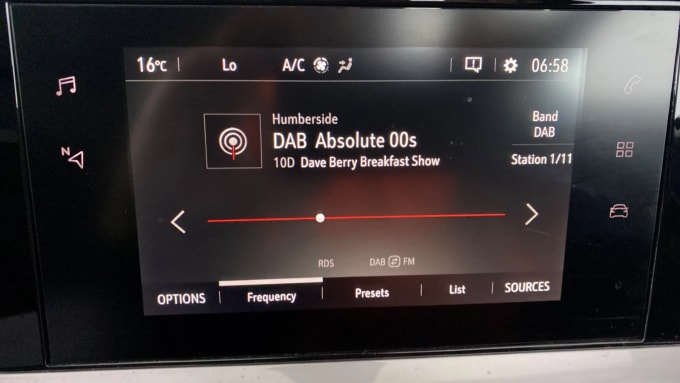 16°C Lo A/C 06:58
Humberside
DAB Absolute 00s
10D Dave Berry Breakfast Show
Band
DAB
Station 1/11
N
RDS DAB FM
OPTIONS Frequency Presets List SOURCES